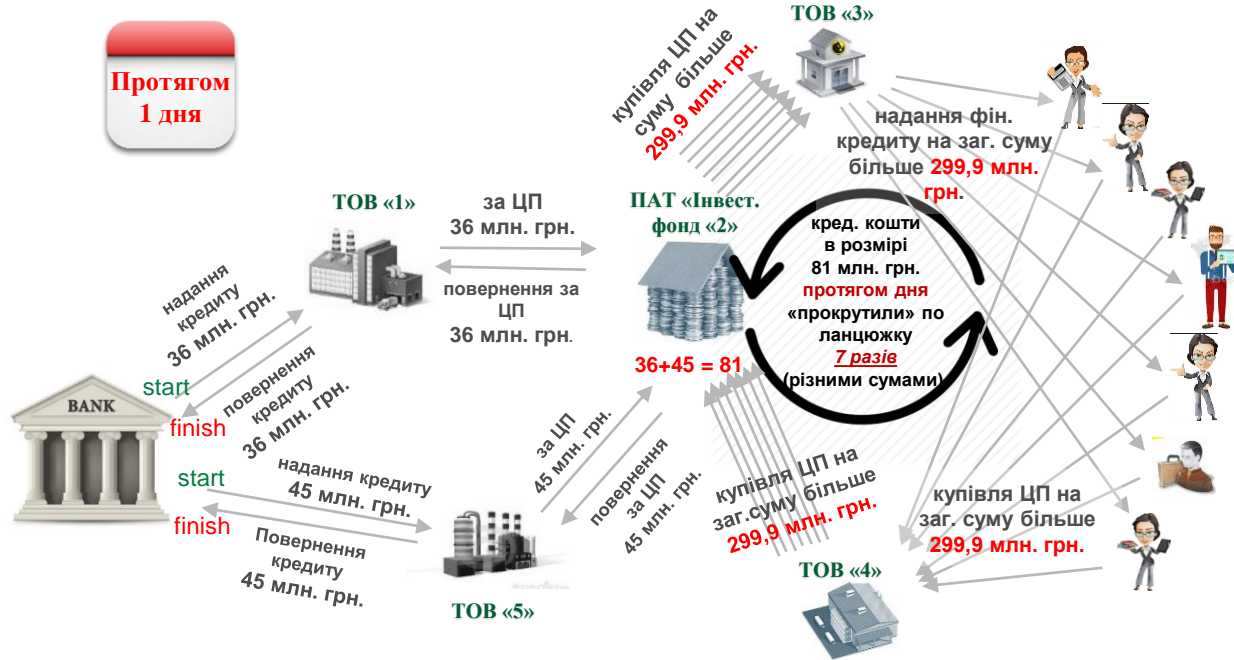 Протягом
1 дня
ТОВ «3»
купівля ЦП на
суму більше
299,9 млн. грн.
надання фін.
кредиту на заг. суму
більше 299,9 млн.
грн.
ТОВ «1»
за ЦП
36 млн. грн.
повернення за
ЦП
36 млн. грн.
ПАТ «Інвест.
фонд «2»
кред. кошти
в розмірі
81 млн. грн.
протягом дня
«прокрутили» по
ланцюжку
7 разів
(різними сумами)
36+45 = 81
надання
кредиту
36 млн. грн.
start
повернення
кредиту
36 млн. грн.
finish
BANK
start
надання кредиту
45 млн. грн.
finish
Повернення
кредиту
45 млн. грн.
ТОВ «5»
за ЦП
45 млн. грн.
повернення
за ЦП
45 млн. грн.
купівля ЦП на
заг.суму більше
299,9 млн. грн.
купівля ЦП на
заг. суму більше
299,9 млн. грн.
ТОВ «4»